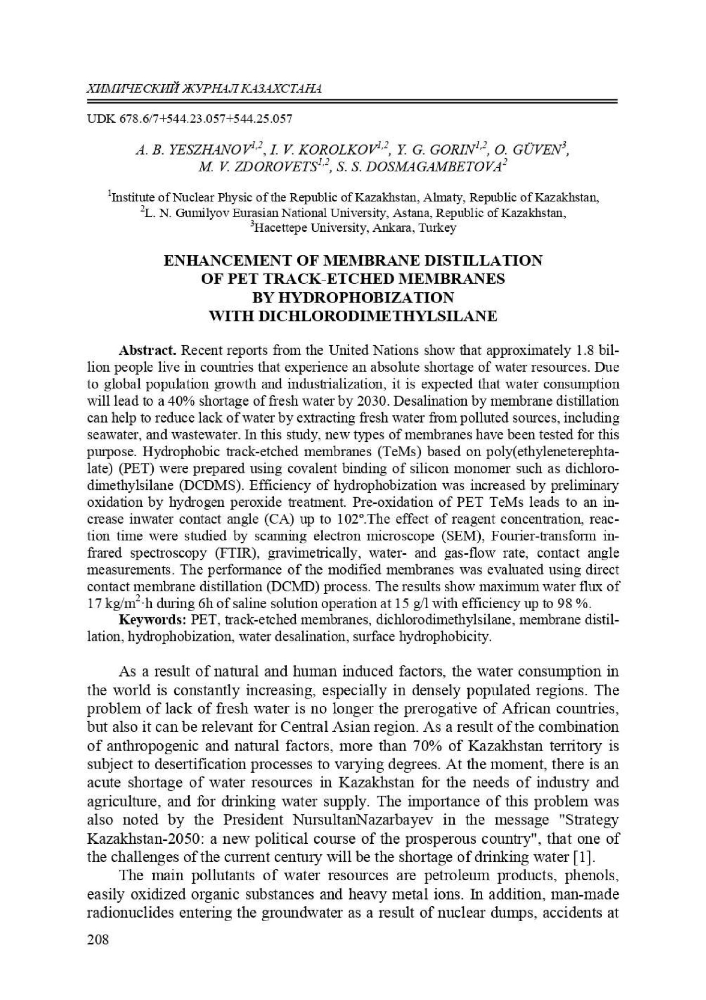 ХИМИЧЕСКИЙ ЖУРНАЛ КАЗАХСТАНА
UDK 678.6/7+544.23.057+544.25.057
A. B. YESZHANOV1,2, I. V. KOROLKOV1,2, Y. G. GORIN1,2, O. GÜVEN3,
M. V. ZDOROVETS1,2, S. S. DOSMAGAMBETOVA2
1Institute of Nuclear Physic of the Republic of Kazakhstan, Almaty, Republic of Kazakhstan,
2L. N. Gumilyov Eurasian National University, Astana, Republic of Kazakhstan,
3Hacettepe University, Ankara, Turkey
ENHANCEMENT OF MEMBRANE DISTILLATION
OF PET TRACK-ETCHED MEMBRANES
BY HYDROPHOBIZATION
WITH DICHLORODIMETHYLSILANE
Abstract. Recent reports from the United Nations show that approximately 1.8 bil-
lion people live in countries that experience an absolute shortage of water resources. Due
to global population growth and industrialization, it is expected that water consumption
will lead to a 40% shortage of fresh water by 2030. Desalination by membrane distillation
can help to reduce lack of water by extracting fresh water from polluted sources, including
seawater, and wastewater. In this study, new types of membranes have been tested for this
purpose. Hydrophobic track-etched membranes (TeMs) based on poly(ethyleneterephta-
late) (PET) were prepared using covalent binding of silicon monomer such as dichloro-
dimethylsilane (DCDMS). Efficiency of hydrophobization was increased by preliminary
oxidation by hydrogen peroxide treatment. Pre-oxidation of PET TeMs leads to an in-
crease inwater contact angle (CA) up to 102°.The effect of reagent concentration, reac-
tion time were studied by scanning electron microscope (SEM), Fourier-transform in-
frared spectroscopy (FTIR), gravimetrically, water- and gas-flow rate, contact angle
measurements. The performance of the modified membranes was evaluated using direct
contact membrane distillation (DCMD) process. The results show maximum water flux of
17 kg/m2·h during 6h of saline solution operation at 15 g/l with efficiency up to 98 %.
Keywords: PET, track-etched membranes, dichlorodimethylsilane, membrane distil-
lation, hydrophobization, water desalination, surface hydrophobicity.
As a result of natural and human induced factors, the water consumption in
the world is constantly increasing, especially in densely populated regions. The
problem of lack of fresh water is no longer the prerogative of African countries,
but also it can be relevant for Central Asian region. As a result of the combination
of anthropogenic and natural factors, more than 70% of Kazakhstan territory is
subject to desertification processes to varying degrees. At the moment, there is an
acute shortage of water resources in Kazakhstan for the needs of industry and
agriculture, and for drinking water supply. The importance of this problem was
also noted by the President NursultanNazarbayev in the message "Strategy
Kazakhstan-2050: a new political course of the prosperous country", that one of
the challenges of the current century will be the shortage of drinking water [1].
The main pollutants of water resources are petroleum products, phenols,
easily oxidized organic substances and heavy metal ions. In addition, man-made
radionuclides entering the groundwater as a result of nuclear dumps, accidents at
208